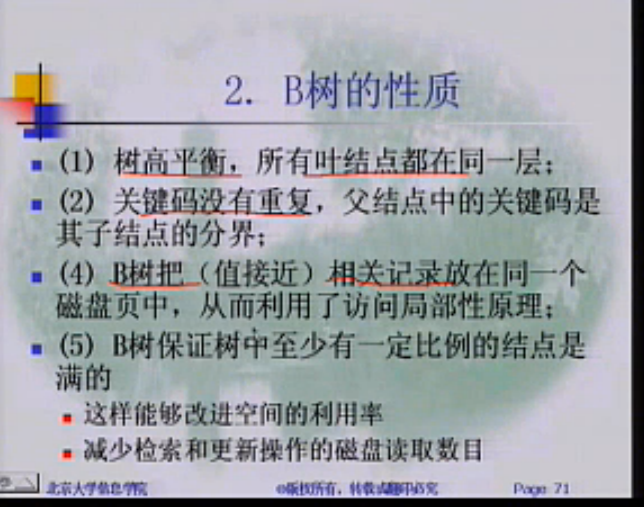 2. B树的性质
(1) 树高平衡，所有叶结点都在同一层；
(2) 关键码没有重复，父结点中的关键码是
其子结点的分界；
(4) B树把（值接近）相关记录放在同一个
磁盘页中，从而利用了访问局部性原理；
(5) B树保证树中至少有一定比例的结点是
满的
这样能够改进空间的利用率
减少检索和更新操作的磁盘读取数目
北京大学信息学院
©版权所有，转载或翻印必究
Page 71